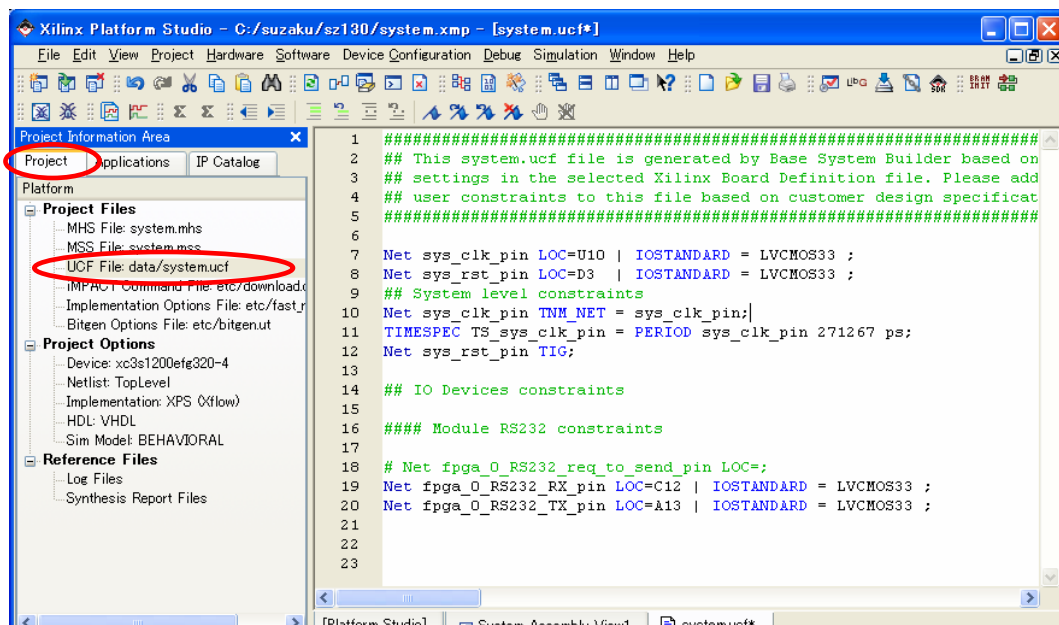 Xilinx Platform Studio - C:/suzaku/sz130/system.xmp - [system.ucf*]
File Edit View Project Hardware Software Device Configuration Debug Simulation Window Help
Project Information Area
Project Applications IP Catalog
Platform
Project Files
MHS File: system.mhs
MSS File: system.mss
UCF File: data/system.ucf
iMPACT Command File: etc/download.c
Implementation Options File: etc/fast_r
Bitgen Options File: etc/bitgen.ut
Project Options
Device: xc3s1200efg320-4
Netlist: TopLevel
Implementation: XPS (Xflow)
HDL: VHDL
Sim Model: BEHAVIORAL
Reference Files
Log Files
Synthesis Report Files
1 ####################################################################
2 ## This system.ucf file is generated by Base System Builder based on
3 ## settings in the selected Xilinx Board Definition file. Please add
4 ## user constraints to this file based on customer design specificat
5 ####################################################################
6
7 Net sys_clk_pin LOC=U10 | IOSTANDARD = LVCMOS33 ;
8 Net sys_rst_pin LOC=D3 | IOSTANDARD = LVCMOS33 ;
9 ## System level constraints
10 Net sys_clk_pin TNM_NET = sys_clk_pin;
11 TIMESPEC TS_sys_clk_pin = PERIOD sys_clk_pin 271267 ps;
12 Net sys_rst_pin TIG;
13
14 ## IO Devices constraints
15
16 #### Module RS232 constraints
17
18 # Net fpga_0_RS232_req_to_send_pin LOC=;
19 Net fpga_0_RS232_RX_pin LOC=C12 | IOSTANDARD = LVCMOS33 ;
20 Net fpga_0_RS232_TX_pin LOC=A13 | IOSTANDARD = LVCMOS33 ;
21
22
23
[Platform Studio] System Assembly View1 system.ucf*